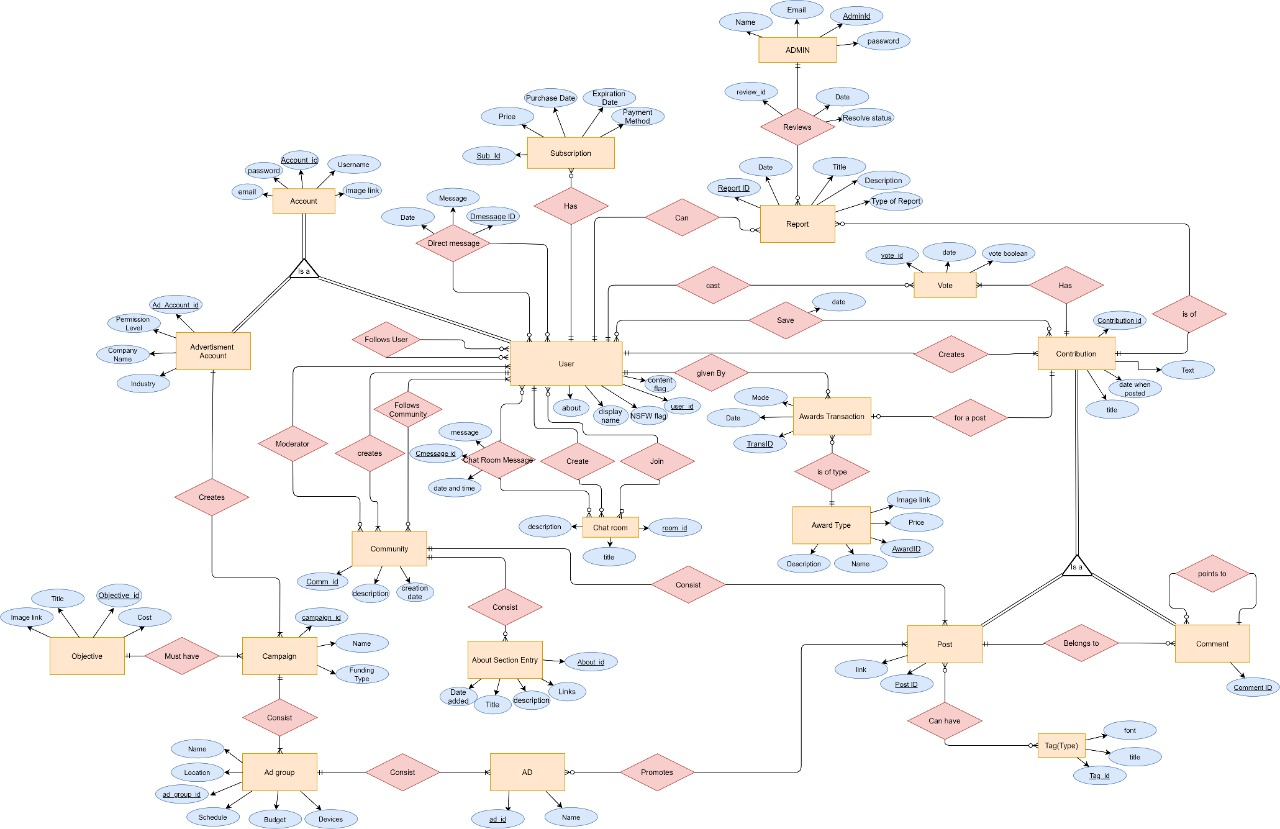 Email
Name
AdminId
ADMIN
password
review_id
Date
Resolve status
Reviews
Purchase Date
Expiration
Date
Price
Payment
Method
Sub_Id
Subscription
Date
Title
Report ID
Description
Type of Report
Report
Account_id
password
Username
email
image link
Account
Message
Date
Dmessage ID
Direct message
Has
Can
Is a
vote_id
date
vote boolean
Vote
cast
Has
is of
Ad_Account_id
Permission
Level
Company
Name
Industry
Advertisment
Account
Save
date
Contribution id
Contribution
Text
date when
posted
title
Follows User
User
Creates
given By
content
flag
user_id
NSFW flag
display
name
about
Follows
Community
Mode
Date
TransID
Awards Transaction
for a post
Moderator
creates
message
Cmessage id
Chat Room Message
date and time
Create
Join
is of type
Creates
Image link
Price
AwardID
Award Type
Description
Name
description
Chat room
room_id
title
Community
Comm_id
description
creation
date
Consist
Is a
points to
Consist
Objective_id
Title
Image link
Cost
Objective
Must have
campaign_id
Campaign
Name
Funding
Type
About Section Entry
About_id
Date
added
Title
description
Links
Post
link
Post ID
Belongs to
Comment
Comment ID
Consist
Can have
font
Tag(Type)
title
Tag_id
Name
Location
ad_group_id
Schedule
Budget
Devices
Ad group
Consist
AD
Promotes
ad_id
Name